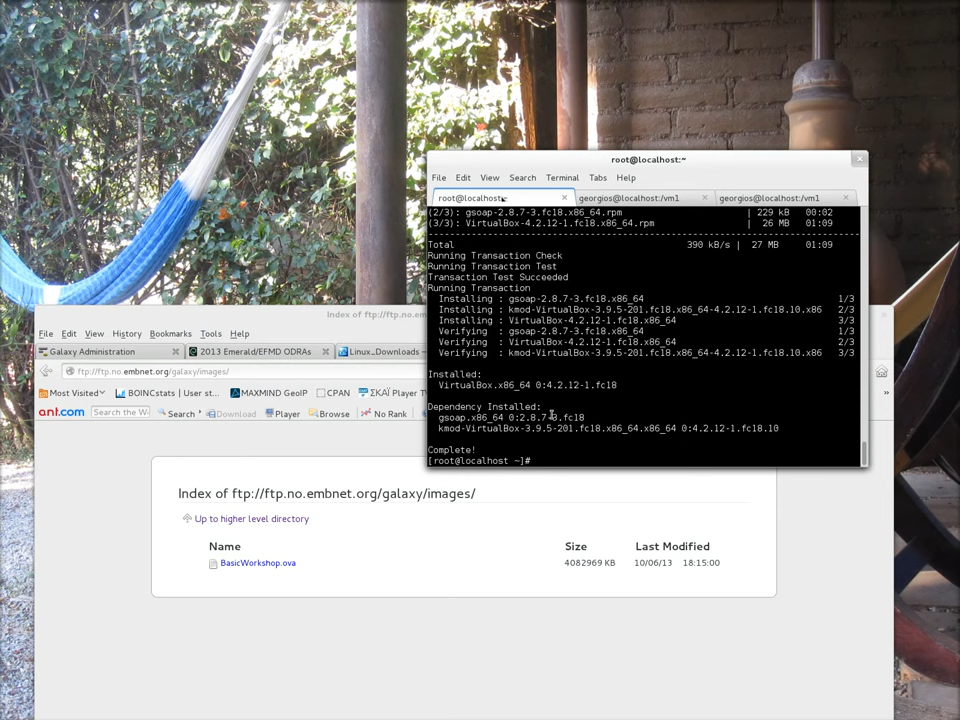 root@localhost:~
File Edit View Search Terminal Tabs Help
root@localhost:~ georgios@localhost:/vm1 georgios@localhost:/vm1
(2/3): gsoap-2.8.7-3.fc18.x86_64.rpm | 229 kB 00:02
(3/3): VirtualBox-4.2.12-1.fc18.x86_64.rpm | 26 MB 01:09
--------------------------------------------------------------------------------
Total 390 kB/s | 27 MB 01:09
Running Transaction Check
Running Transaction Test
Transaction Test Succeeded
Running Transaction
Installing : gsoap-2.8.7-3.fc18.x86_64 1/3
Installing : kmod-VirtualBox-3.9.5-201.fc18.x86_64-4.2.12-1.fc18.10.x86 2/3
Installing : VirtualBox-4.2.12-1.fc18.x86_64 3/3
Verifying : gsoap-2.8.7-3.fc18.x86_64 1/3
Verifying : VirtualBox-4.2.12-1.fc18.x86_64 2/3
Verifying : kmod-VirtualBox-3.9.5-201.fc18.x86_64-4.2.12-1.fc18.10.x86 3/3
Installed:
VirtualBox.x86_64 0:4.2.12-1.fc18
Dependency Installed:
gsoap.x86_64 0:2.8.7-3.fc18
kmod-VirtualBox-3.9.5-201.fc18.x86_64.x86_64 0:4.2.12-1.fc18.10
Complete!
[root@localhost ~]#
Index of ftp://ftp.no.em
File Edit View History Bookmarks Tools Help
Galaxy Administration 2013 Emerald/EFMD ODRAs Linux_Downloads –
ftp://ftp.no.embnet.org/galaxy/images/
Most Visited BOINCstats | User st... MAXMIND GeoIP CPAN ΣΚΑΪ Player T
ant.com Search the W Search Download Player Browse No Rank
Index of ftp://ftp.no.embnet.org/galaxy/images/
Up to higher level directory
Name Size Last Modified
BasicWorkshop.ova 4082969 KB 10/06/13 18:15:00